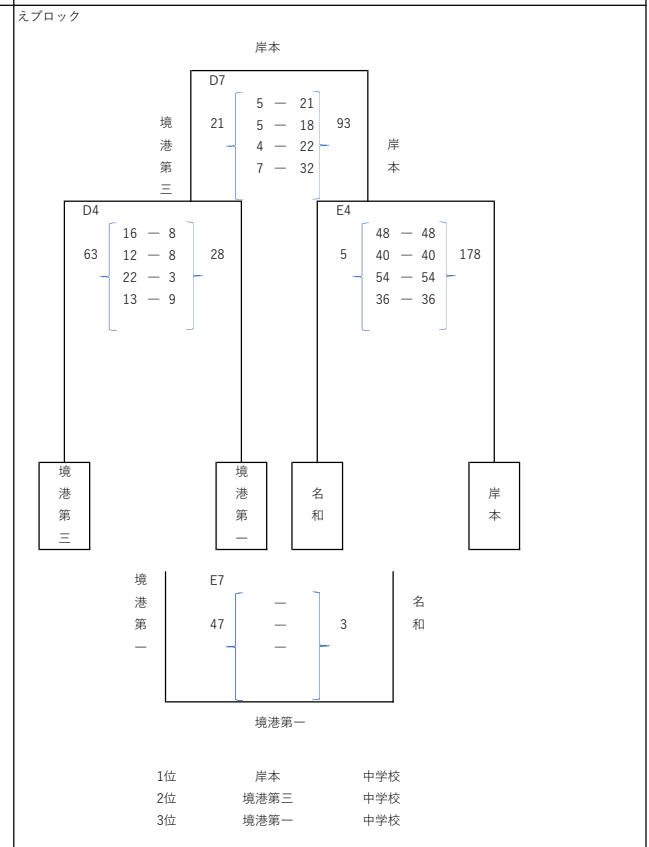 えブロック
岸本
D7
5 — 21
21 5 — 18 93
4 — 22
7 — 32
境港第三
岸本
D4
16 — 8
63 12 — 8 28
22 — 3
13 — 9
E4
48 — 48
5 40 — 40 178
54 — 54
36 — 36
境港第三
境港第一
名和
岸本
境港第一
E7
—
47 — 3
—
名和
境港第一
1位 岸本 中学校
2位 境港第三 中学校
3位 境港第一 中学校